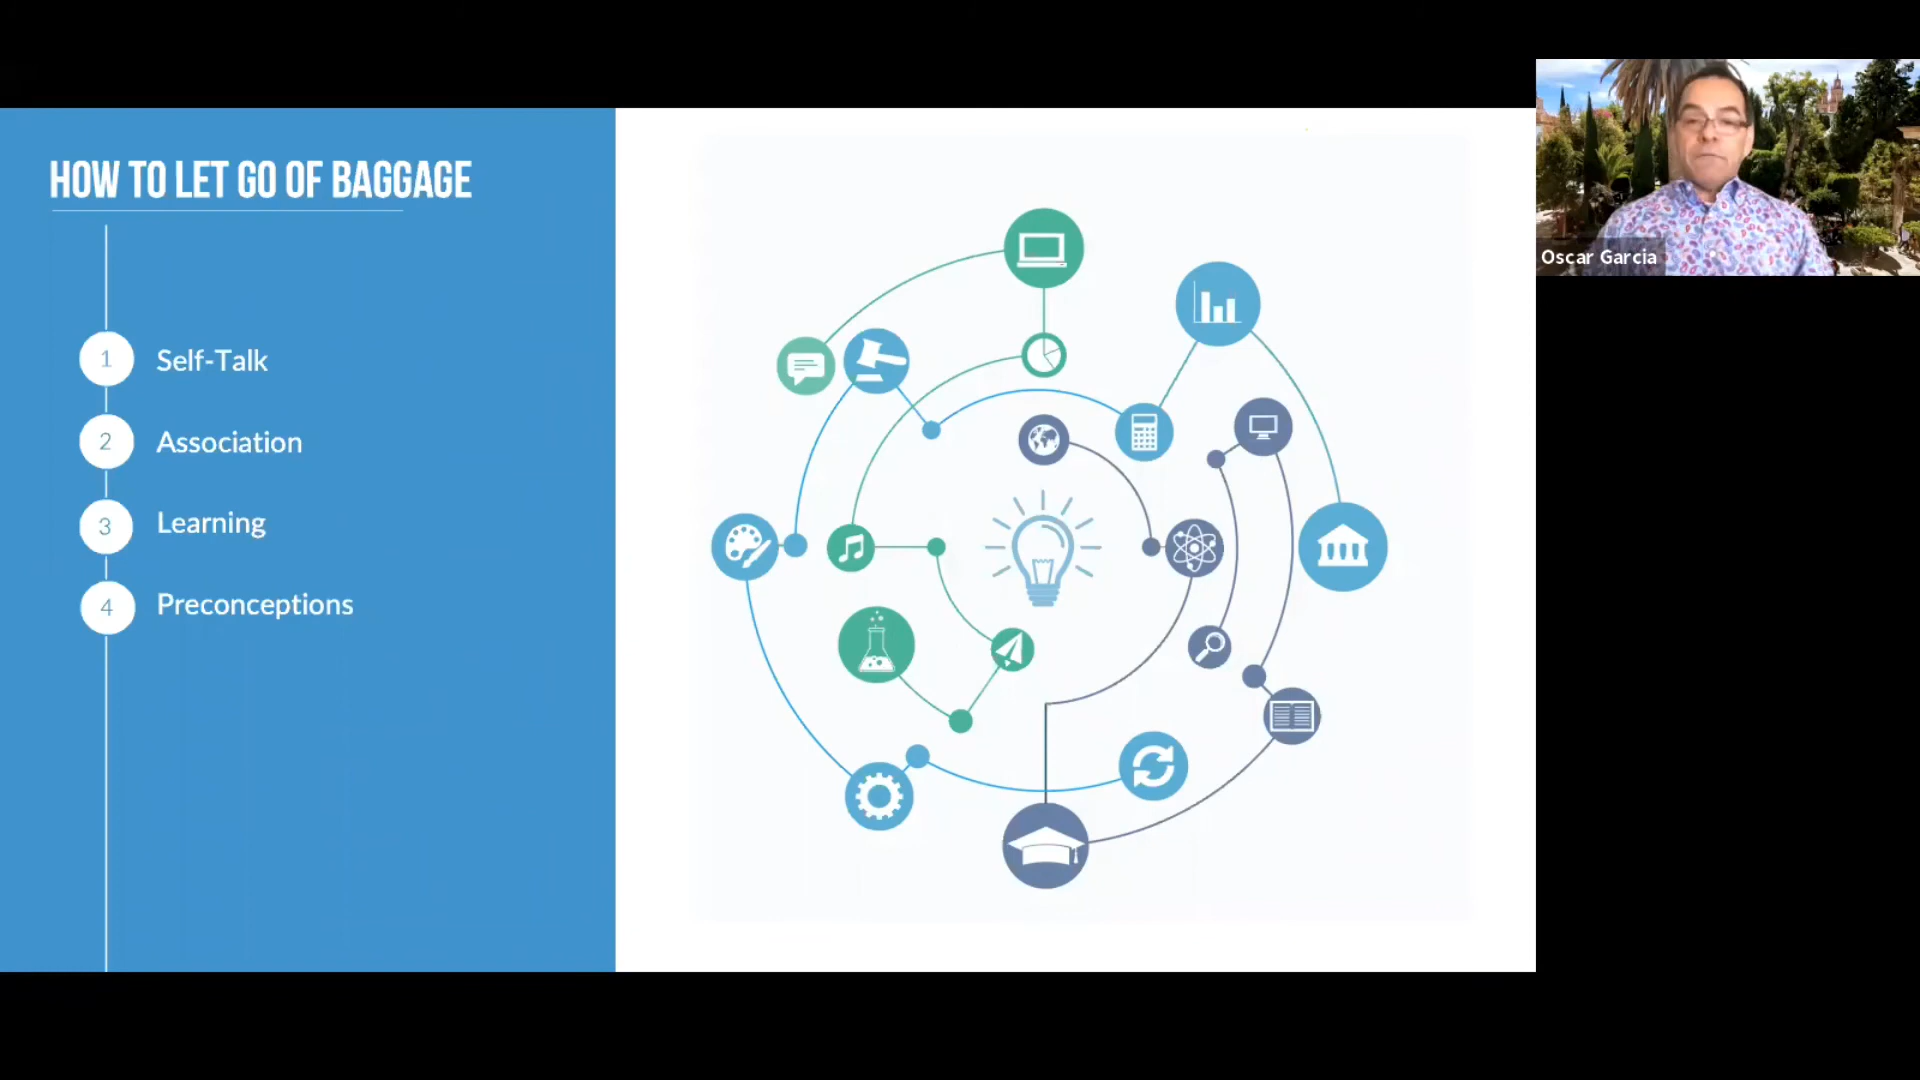 HOW TO LET GO OF BAGGAGE
1 Self-Talk
2 Association
3 Learning
4 Preconceptions
Oscar Garcia